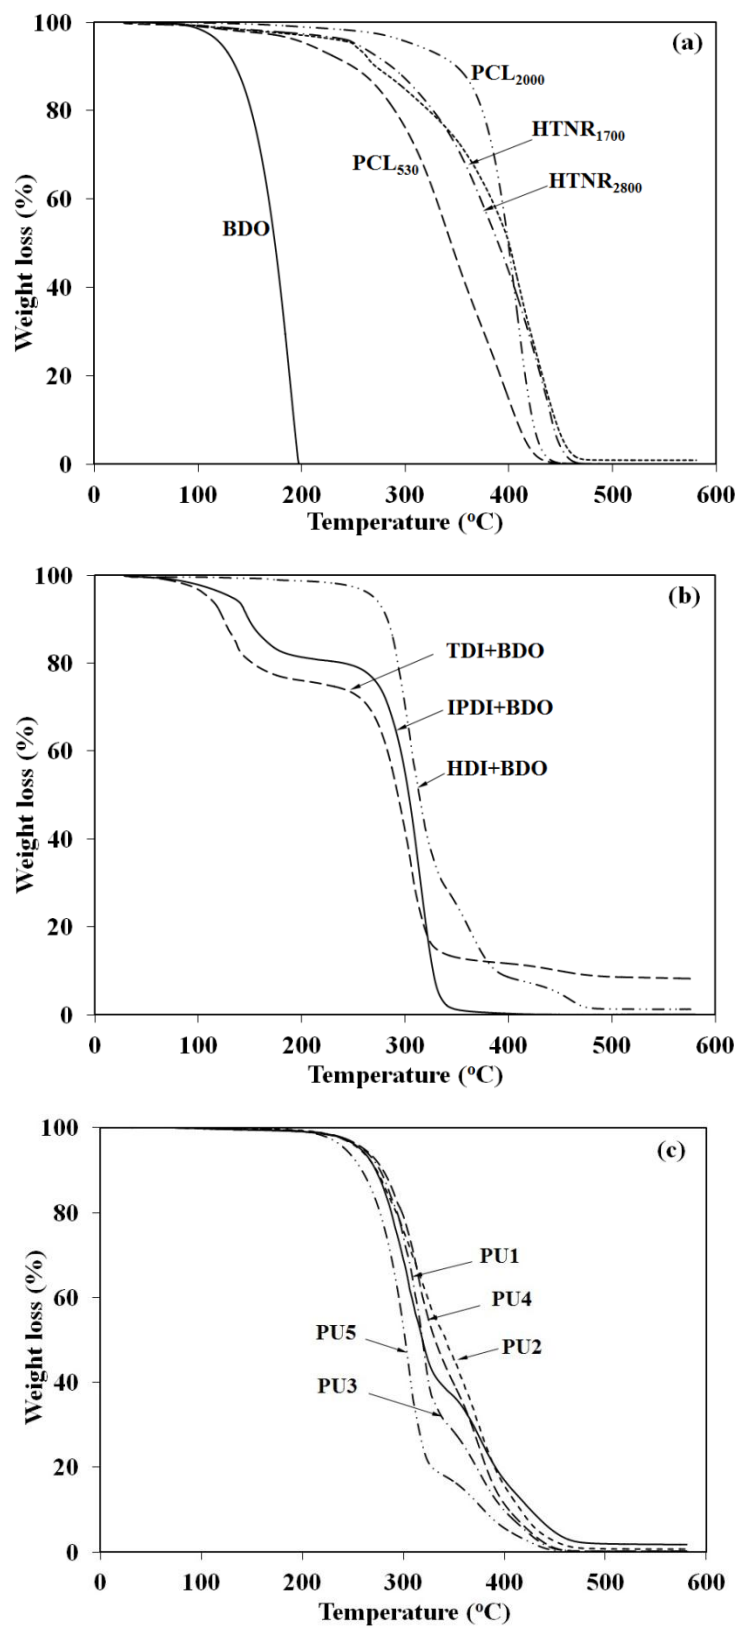 100
(a)
PCL2000
80
HTNR1700
PCL530
HTNR2800
60
BDO
40
20
0
0 100 200 300 400 500 600
Weight loss (%)
Temperature (oC)
100
(b)
80
TDI+BDO
IPDI+BDO
60
HDI+BDO
40
20
0
0 100 200 300 400 500 600
Weight loss (%)
Temperature (oC)
100
(c)
80
PU1
60
PU4
PU5
PU2
40
PU3
20
0
0 100 200 300 400 500 600
Weight loss (%)
Temperature (oC)